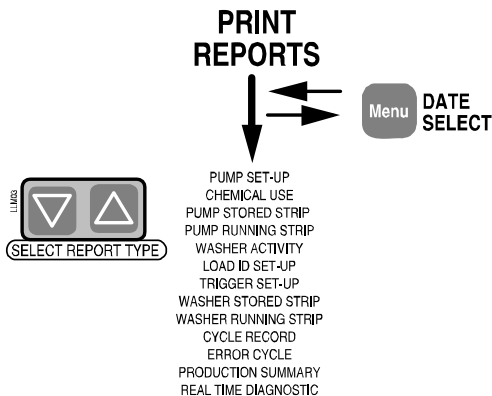 PRINT
REPORTS
Menu
DATE
SELECT
LLM03
SELECT REPORT TYPE
PUMP SET-UP
CHEMICAL USE
PUMP STORED STRIP
PUMP RUNNING STRIP
WASHER ACTIVITY
LOAD ID SET-UP
TRIGGER SET-UP
WASHER STORED STRIP
WASHER RUNNING STRIP
CYCLE RECORD
ERROR CYCLE
PRODUCTION SUMMARY
REAL TIME DIAGNOSTIC